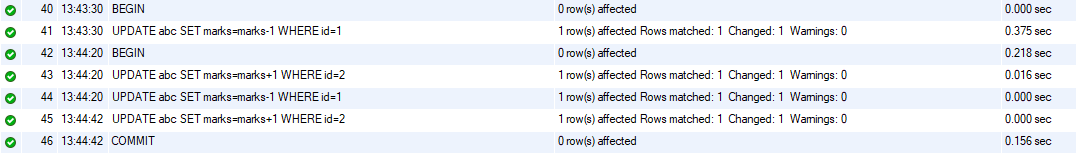 40 13:43:30 BEGIN 0 row(s) affected 0.000 sec
41 13:43:30 UPDATE abc SET marks=marks-1 WHERE id=1 1 row(s) affected Rows matched: 1 Changed: 1 Warnings: 0 0.375 sec
42 13:44:20 BEGIN 0 row(s) affected 0.218 sec
43 13:44:20 UPDATE abc SET marks=marks+1 WHERE id=2 1 row(s) affected Rows matched: 1 Changed: 1 Warnings: 0 0.016 sec
44 13:44:20 UPDATE abc SET marks=marks-1 WHERE id=1 1 row(s) affected Rows matched: 1 Changed: 1 Warnings: 0 0.000 sec
45 13:44:42 UPDATE abc SET marks=marks+1 WHERE id=2 1 row(s) affected Rows matched: 1 Changed: 1 Warnings: 0 0.000 sec
46 13:44:42 COMMIT 0 row(s) affected 0.156 sec